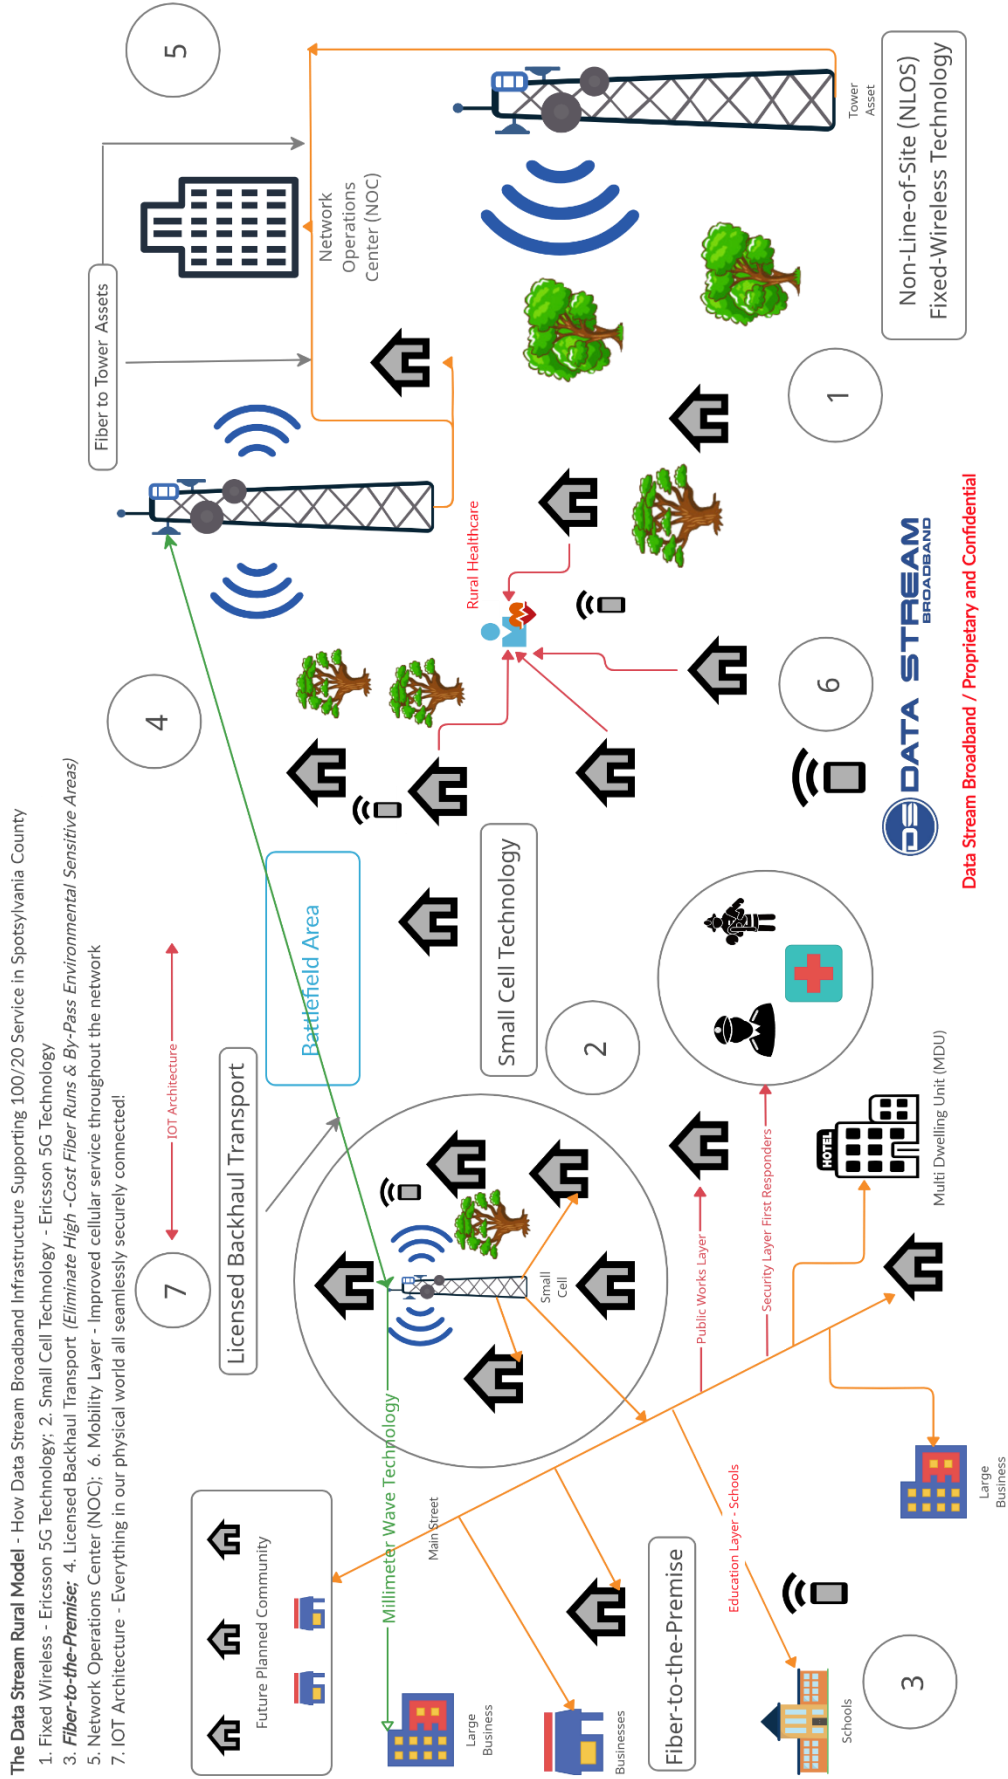 The Data Stream Rural Model - How Data Stream Broadband Infrastructure Supporting 100/20 Service in Spotsylvania County
1. Fixed Wireless - Ericsson 5G Technology; 2. Small Cell Technology - Ericsson 5G Technology
3. Fiber-to-the-Premise; 4. Licensed Backhaul Transport (Eliminate High -Cost Fiber Runs & By-Pass Environmental Sensitive Areas)
5. Network Operations Center (NOC); 6. Mobility Layer - Improved cellular service throughout the network
7. IOT Architecture - Everything in our physical world all seamlessly securely connected!
7
IOT Architecture
4
5
Fiber to Tower Assets
Network
Operations
Center (NOC)
Licensed Backhaul Transport
Battlefield Area
Future Planned Community
Millimeter Wave Technology
Main Street
Large
Business
Small
Cell
Small Cell Technology
2
Rural Healthcare
Tower
Asset
Non-Line-of-Site (NLOS)
Fixed-Wireless Technology
1
6
Businesses
Fiber-to-the-Premise
Education Layer - Schools
Public Works Layer
Security Layer First Responders
HOTEL
Multi Dwelling Unit (MDU)
Schools
3
Large
Business
DS DATA STREAM
BROADBAND
Data Stream Broadband / Proprietary and Confidential